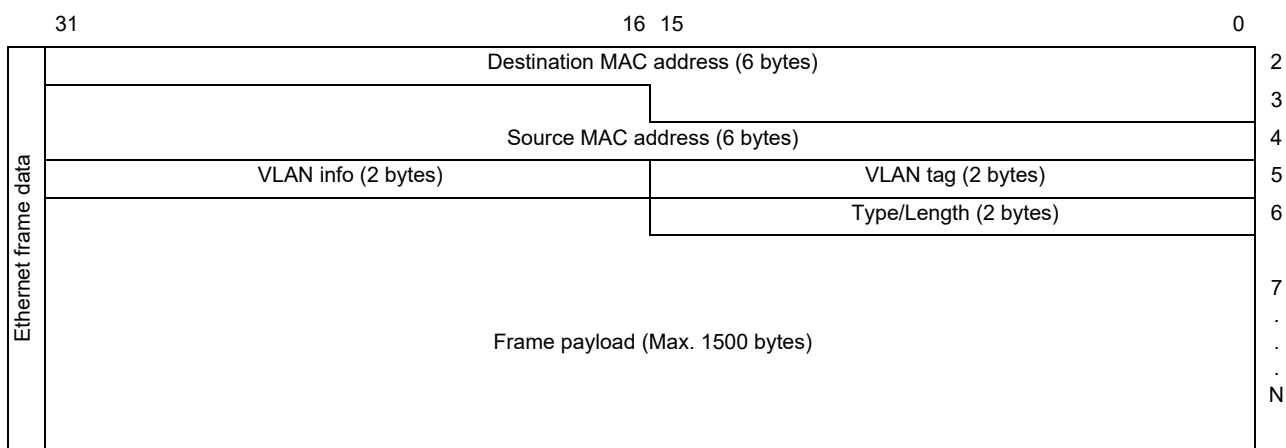 31 16 15 0
Destination MAC address (6 bytes) 2
3
Source MAC address (6 bytes) 4
VLAN info (2 bytes) VLAN tag (2 bytes) 5
Type/Length (2 bytes) 6
Ethernet frame data
7
.
Frame payload (Max. 1500 bytes)
.
.
N